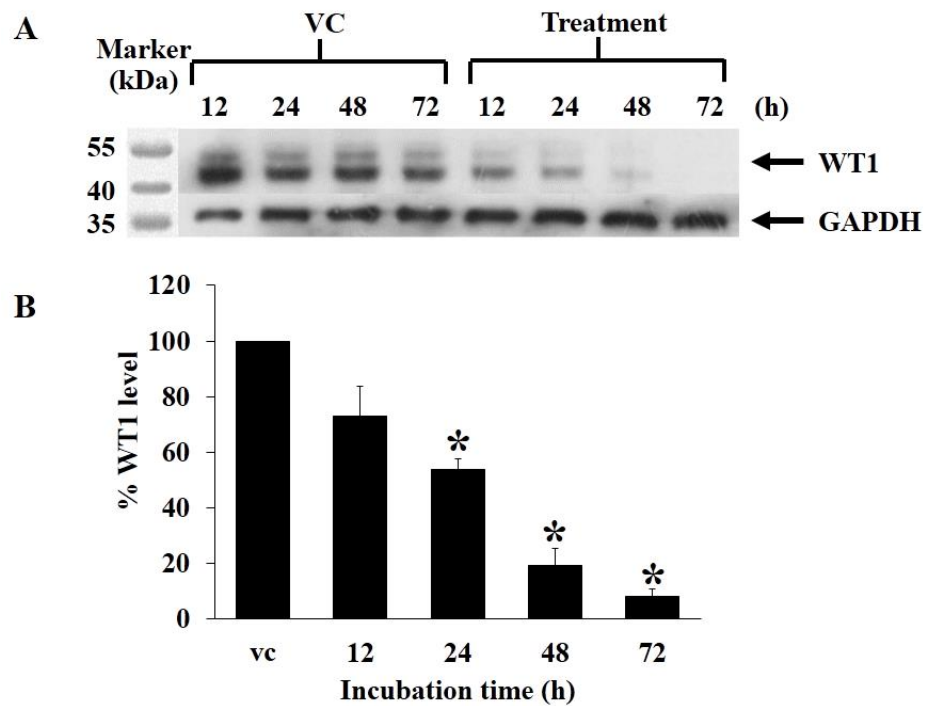 A
VC
Treatment
Marker
(kDa)
12 24 48 72 12 24 48 72 (h)
55
WT1
40
35
GAPDH
B
120
100
80
60
40
20
0
% WT1 level
*
*
*
vc 12 24 48 72
Incubation time (h)